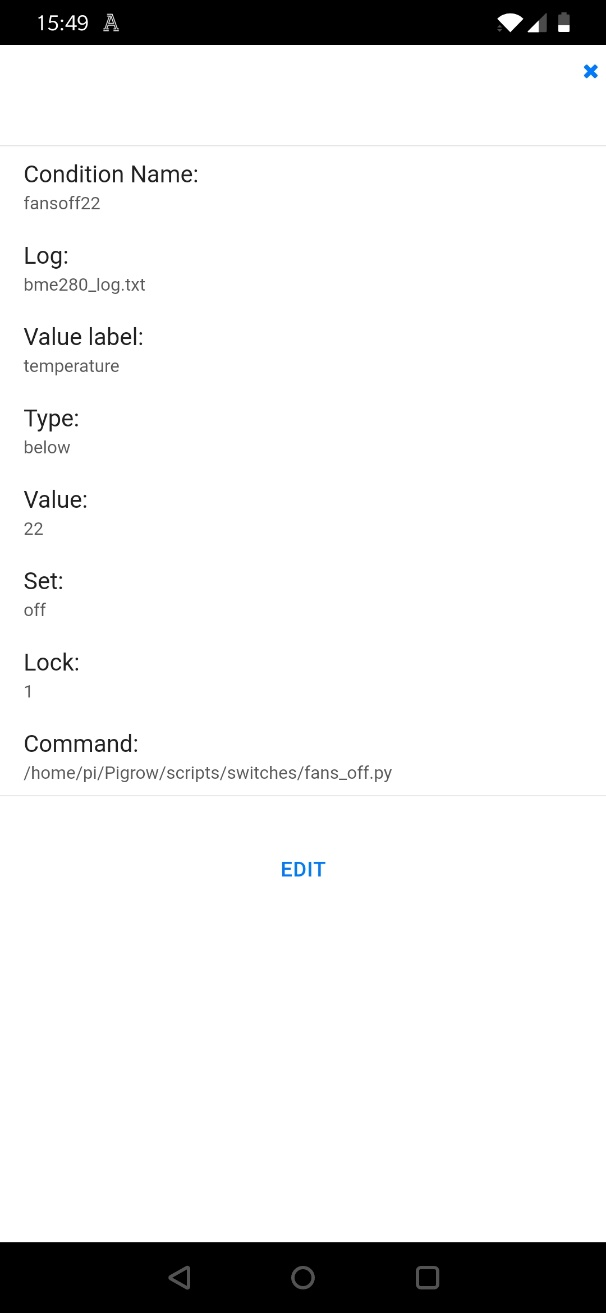 15:49
Condition Name:
fansoff22
Log:
bme280_log.txt
Value label:
temperature
Type:
below
Value:
22
Set:
off
Lock:
1
Command:
/home/pi/Pigrow/scripts/switches/fans_off.py
EDIT